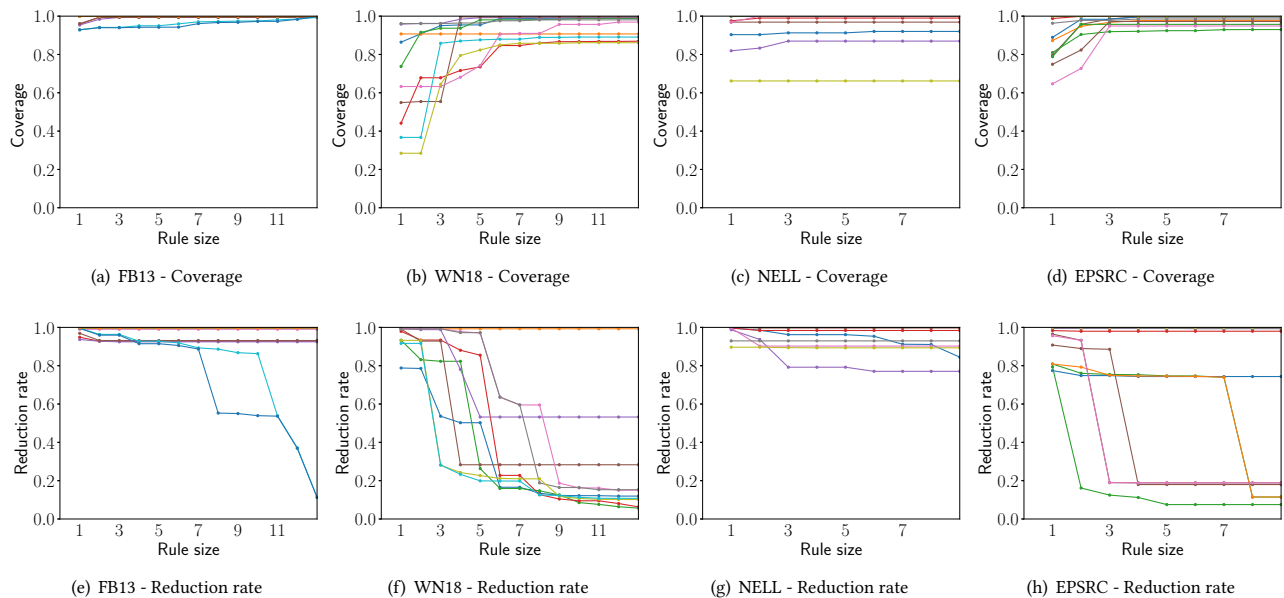 1.0
0.8
0.6
0.4
0.2
0.0
Coverage
1 3 5 7 9 11
Rule size
(a) FB13 - Coverage
1.0
0.8
0.6
0.4
0.2
0.0
Coverage
1 3 5 7 9 11
Rule size
(b) WN18 - Coverage
1.0
0.8
0.6
0.4
0.2
0.0
Coverage
1 3 5 7
Rule size
(c) NELL - Coverage
1.0
0.8
0.6
0.4
0.2
0.0
Coverage
1 3 5 7
Rule size
(d) EPSRC - Coverage
1.0
0.8
0.6
0.4
0.2
0.0
Reduction rate
1 3 5 7 9 11
Rule size
(e) FB13 - Reduction rate
1.0
0.8
0.6
0.4
0.2
0.0
Reduction rate
1 3 5 7 9 11
Rule size
(f) WN18 - Reduction rate
1.0
0.8
0.6
0.4
0.2
0.0
Reduction rate
1 3 5 7
Rule size
(g) NELL - Reduction rate
1.0
0.8
0.6
0.4
0.2
0.0
Reduction rate
1 3 5 7
Rule size
(h) EPSRC - Reduction rate